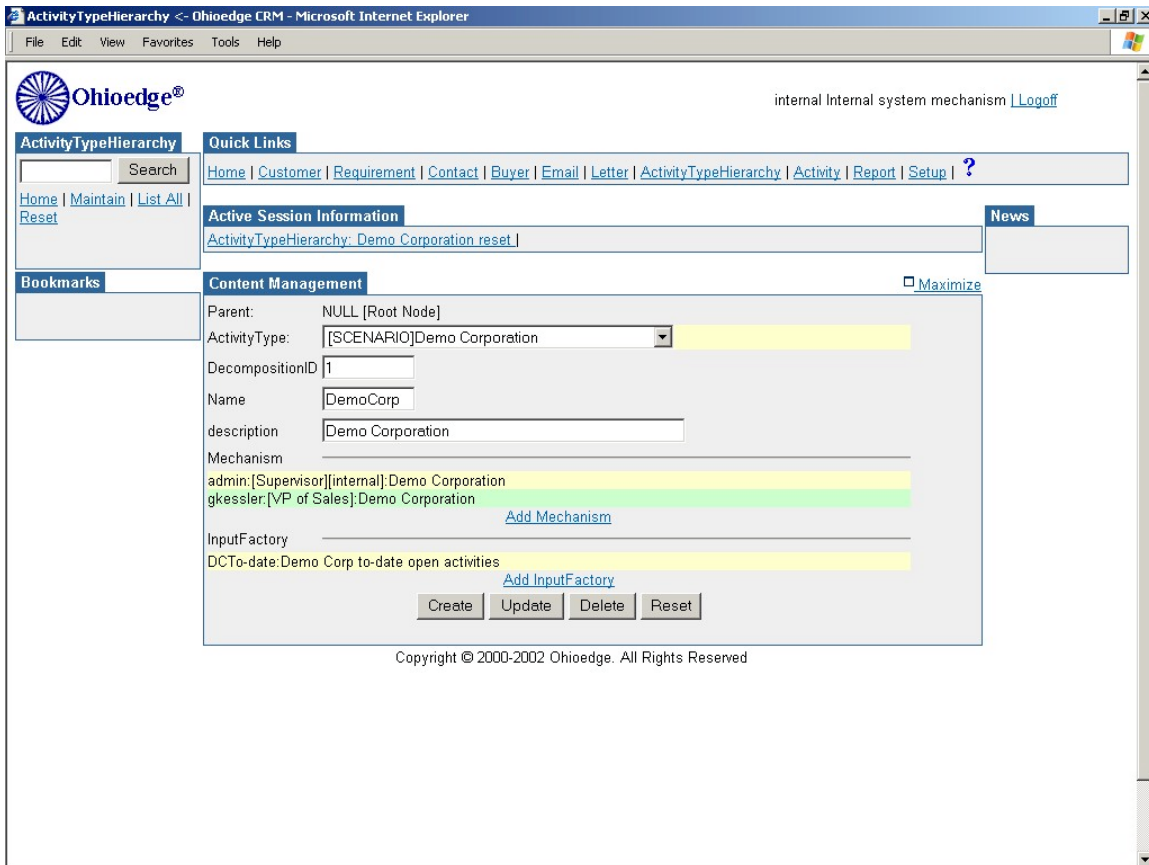 ActivityTypeHierarchy <- Ohioedge CRM - Microsoft Internet Explorer
File Edit View Favorites Tools Help
Ohioedge®
internal Internal system mechanism | Logoff
ActivityTypeHierarchy
Search
Home | Maintain | List All |
Reset
Bookmarks
Quick Links
Home | Customer | Requirement | Contact | Buyer | Email | Letter | ActivityTypeHierarchy | Activity | Report | Setup | ?
Active Session Information
ActivityTypeHierarchy: Demo Corporation reset |
News
Content Management
Maximize
Parent: NULL [Root Node]
ActivityType: [SCENARIO]Demo Corporation
DecompositionID 1
Name DemoCorp
description Demo Corporation
Mechanism
admin:[Supervisor][internal]:Demo Corporation
gkessler:[VP of Sales]:Demo Corporation
Add Mechanism
InputFactory
DCTo-date:Demo Corp to-date open activities
Add InputFactory
Create Update Delete Reset
Copyright © 2000-2002 Ohioedge. All Rights Reserved